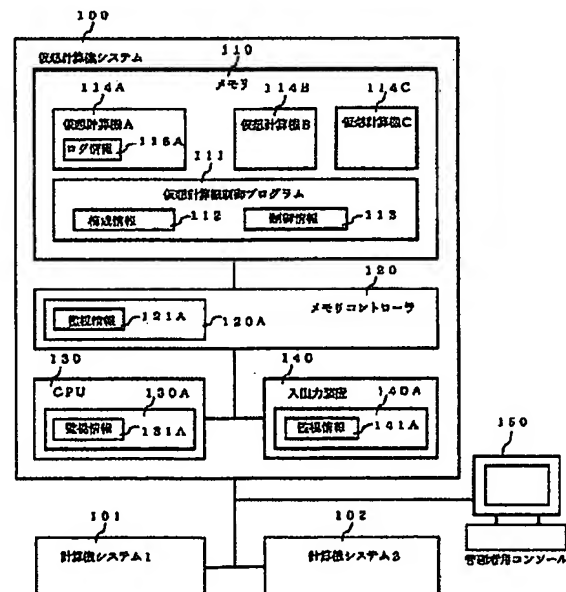 100
仮想計算機システム
110
メモリ
114A
仮想計算機A
ログ情報
115A
114B
仮想計算機B
114C
仮想計算機C
111
仮想計算機制御プログラム
構成情報
112
制御情報
113
120
メモリコントローラ
監視情報
121A
120A
130
CPU
130A
監視情報
131A
140
入出力装置
140A
監視情報
141A
150
管理者用コンソール
101
計算機システム1
102
計算機システム2